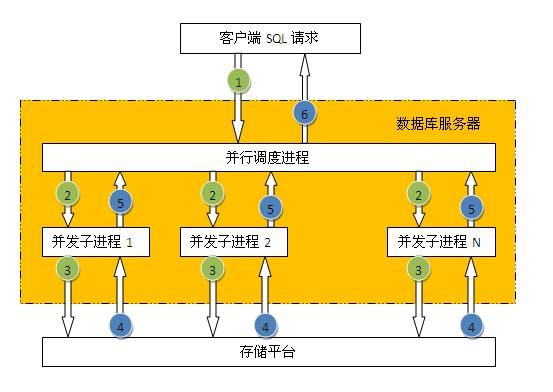 客户端 SQL 请求
1
6
数据库服务器
并行调度进程
2 5 2 5 2 5
并发子进程 1 并发子进程 2 并发子进程 N
3 3 3
4 4 4
存储平台